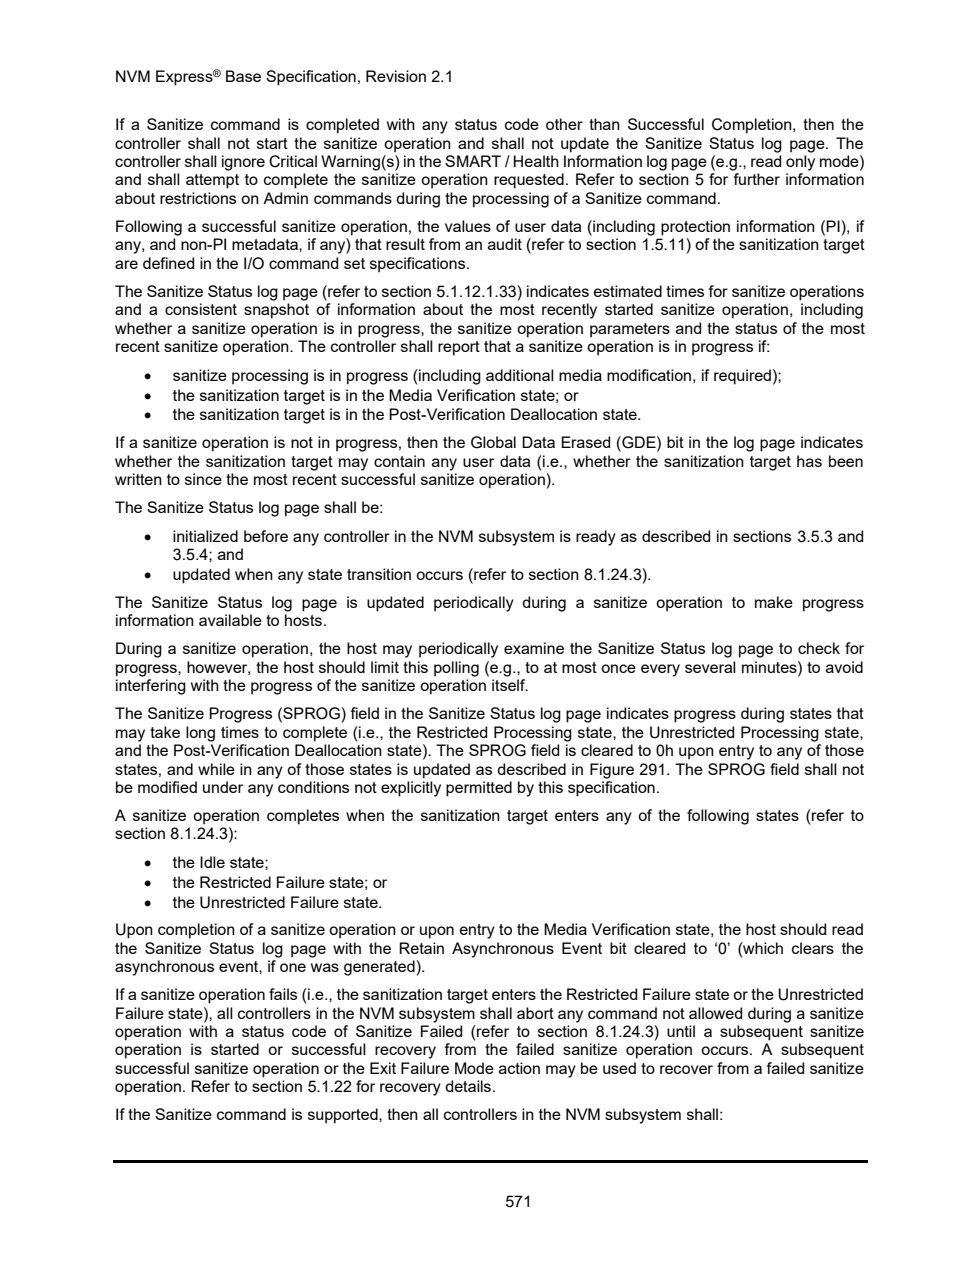 NVM Express® Base Specification, Revision 2.1
If a Sanitize command is completed with any status code other than Successful Completion, then the
controller shall not start the sanitize operation and shall not update the Sanitize Status log page. The
controller shall ignore Critical Warning(s) in the SMART / Health Information log page (e.g., read only mode)
and shall attempt to complete the sanitize operation requested. Refer to section 5 for further information
about restrictions on Admin commands during the processing of a Sanitize command.
Following a successful sanitize operation, the values of user data (including protection information (PI), if
any, and non-PI metadata, if any) that result from an audit (refer to section 1.5.11) of the sanitization target
are defined in the I/O command set specifications.
The Sanitize Status log page (refer to section 5.1.12.1.33) indicates estimated times for sanitize operations
and a consistent snapshot of information about the most recently started sanitize operation, including
whether a sanitize operation is in progress, the sanitize operation parameters and the status of the most
recent sanitize operation. The controller shall report that a sanitize operation is in progress if:
• sanitize processing is in progress (including additional media modification, if required);
• the sanitization target is in the Media Verification state; or
• the sanitization target is in the Post-Verification Deallocation state.
If a sanitize operation is not in progress, then the Global Data Erased (GDE) bit in the log page indicates
whether the sanitization target may contain any user data (i.e., whether the sanitization target has been
written to since the most recent successful sanitize operation).
The Sanitize Status log page shall be:
• initialized before any controller in the NVM subsystem is ready as described in sections 3.5.3 and
3.5.4; and
• updated when any state transition occurs (refer to section 8.1.24.3).
The Sanitize Status log page is updated periodically during a sanitize operation to make progress
information available to hosts.
During a sanitize operation, the host may periodically examine the Sanitize Status log page to check for
progress, however, the host should limit this polling (e.g., to at most once every several minutes) to avoid
interfering with the progress of the sanitize operation itself.
The Sanitize Progress (SPROG) field in the Sanitize Status log page indicates progress during states that
may take long times to complete (i.e., the Restricted Processing state, the Unrestricted Processing state,
and the Post-Verification Deallocation state). The SPROG field is cleared to 0h upon entry to any of those
states, and while in any of those states is updated as described in Figure 291. The SPROG field shall not
be modified under any conditions not explicitly permitted by this specification.
A sanitize operation completes when the sanitization target enters any of the following states (refer to
section 8.1.24.3):
• the Idle state;
• the Restricted Failure state; or
• the Unrestricted Failure state.
Upon completion of a sanitize operation or upon entry to the Media Verification state, the host should read
the Sanitize Status log page with the Retain Asynchronous Event bit cleared to ‘0’ (which clears the
asynchronous event, if one was generated).
If a sanitize operation fails (i.e., the sanitization target enters the Restricted Failure state or the Unrestricted
Failure state), all controllers in the NVM subsystem shall abort any command not allowed during a sanitize
operation with a status code of Sanitize Failed (refer to section 8.1.24.3) until a subsequent sanitize
operation is started or successful recovery from the failed sanitize operation occurs. A subsequent
successful sanitize operation or the Exit Failure Mode action may be used to recover from a failed sanitize
operation. Refer to section 5.1.22 for recovery details.
If the Sanitize command is supported, then all controllers in the NVM subsystem shall:
571